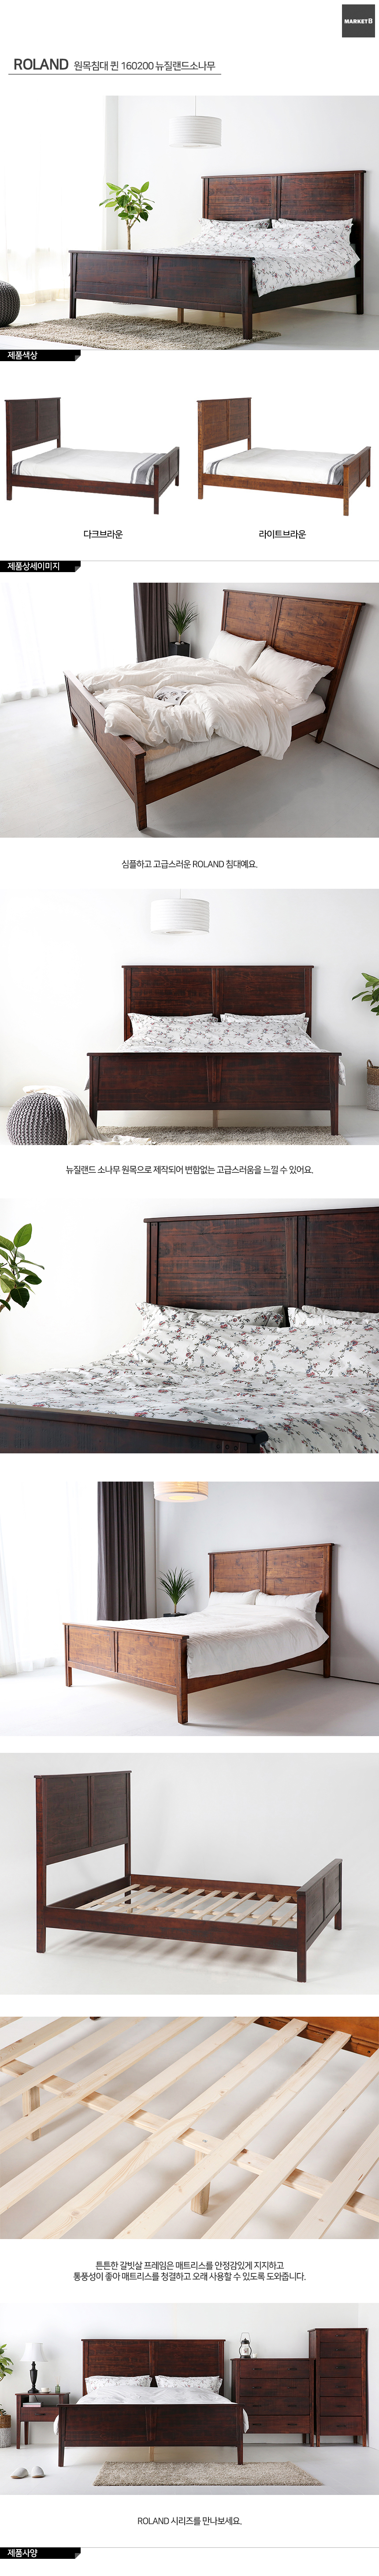 MARKET B
ROLAND 원목침대 퀸 160200 뉴질랜드소나무
제품색상
다크브라운
라이트브라운
제품상세이미지
심플하고 고급스러운 ROLAND 침대예요.
뉴질랜드 소나무 원목으로 제작되어 변함없는 고급스러움을 느낄 수 있어요.
튼튼한 갈빗살 프레임은 매트리스를 안정감있게 지지하고
통풍성이 좋아 매트리스를 청결하고 오래 사용할 수 있도록 도와줍니다.
ROLAND 시리즈를 만나보세요.
제품사양